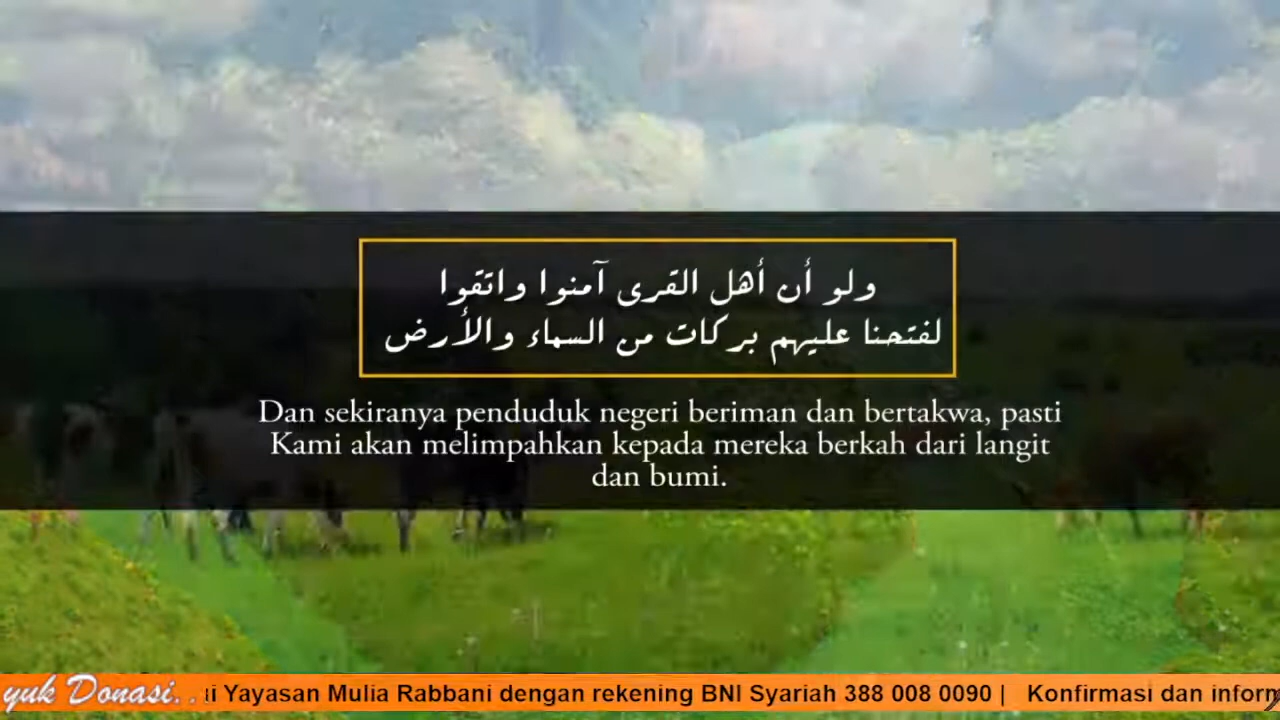 ولو أن أهل القرى آمنوا واتقوا
لفتحنا عليهم بركات من السماء والأرض
Dan sekiranya penduduk negeri beriman dan bertakwa, pasti
Kami akan melimpahkan kepada mereka berkah dari langit
dan bumi.
yuk Donasi.. Yayasan Mulia Rabbani dengan rekening BNI Syariah 388 008 0090 | Konfirmasi dan inform